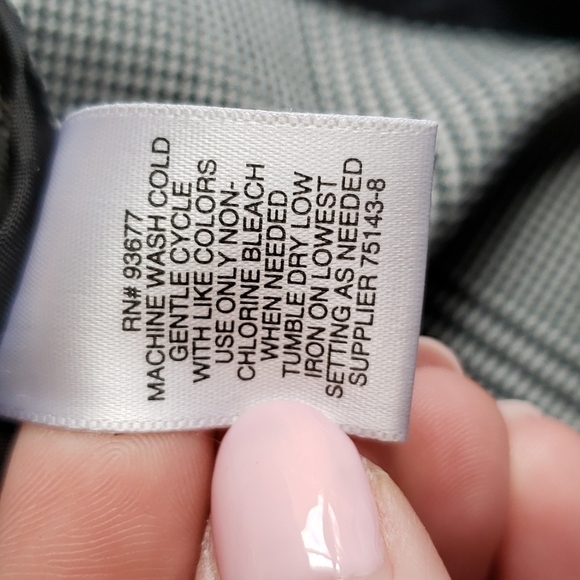 RN# 93677
MACHINE WASH COLD
GENTLE CYCLE
WITH LIKE COLORS
USE ONLY NON-
CHLORINE BLEACH
WHEN NEEDED
TUMBLE DRY LOW
IRON ON LOWEST
SETTING AS NEEDED
SUPPLIER 75143-8